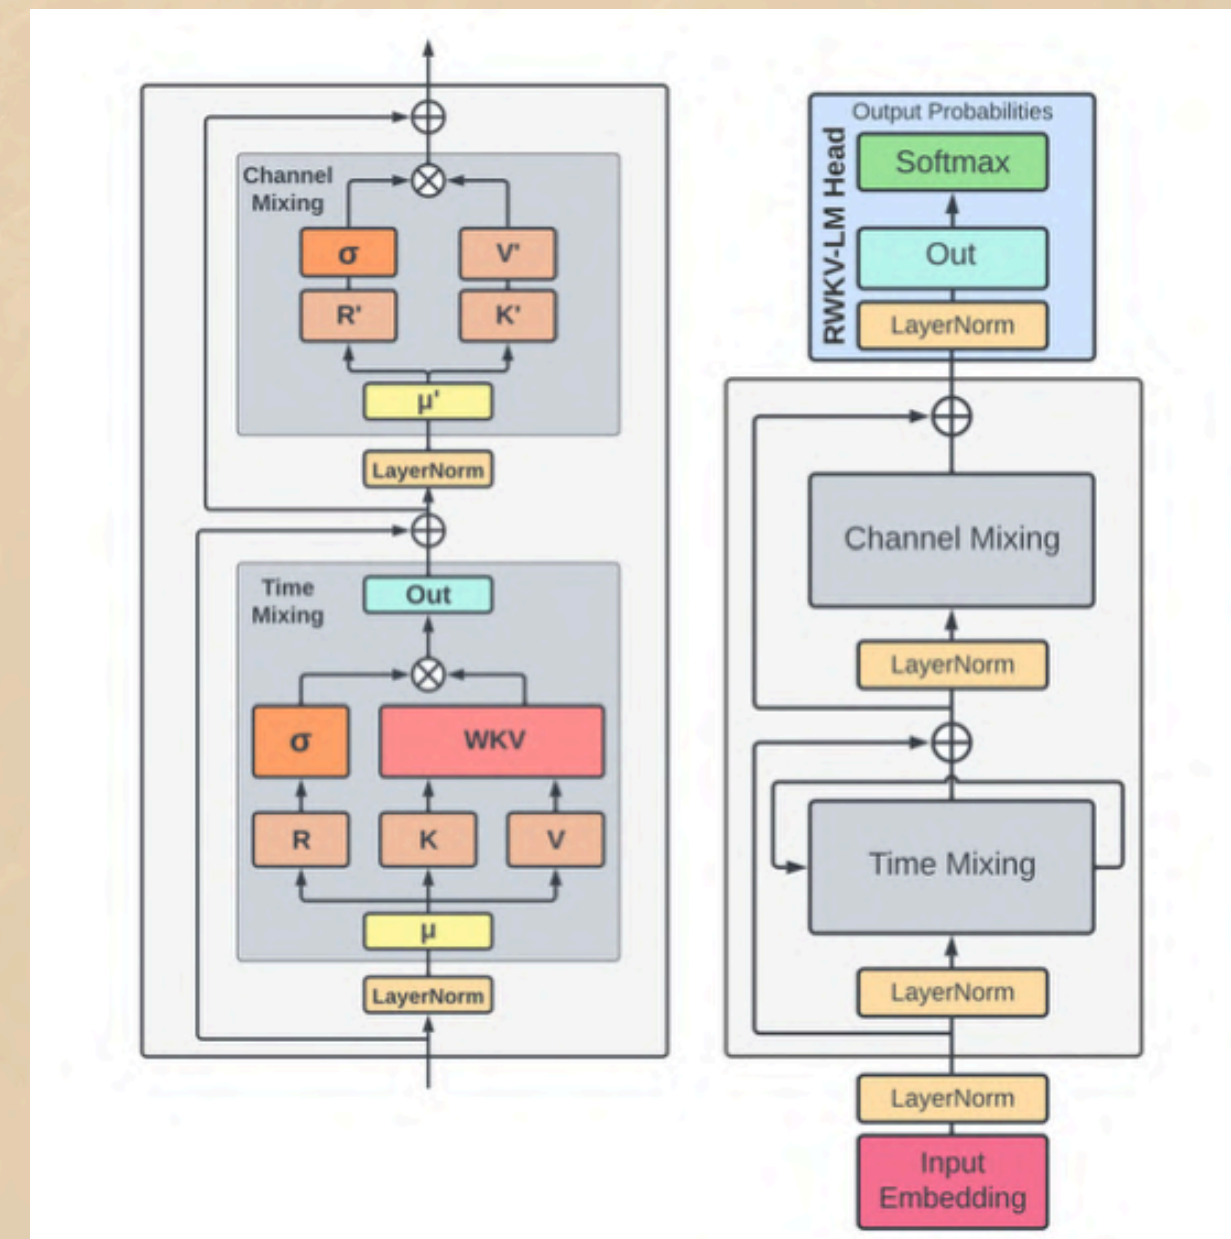 Channel
Mixing
σ
V'
R'
K'
μ'
LayerNorm
Time
Mixing
Out
σ
WKV
R
K
V
μ
LayerNorm
Output Probabilities
RWKV-LM Head
Softmax
Out
LayerNorm
Channel Mixing
LayerNorm
Time Mixing
LayerNorm
LayerNorm
Input
Embedding